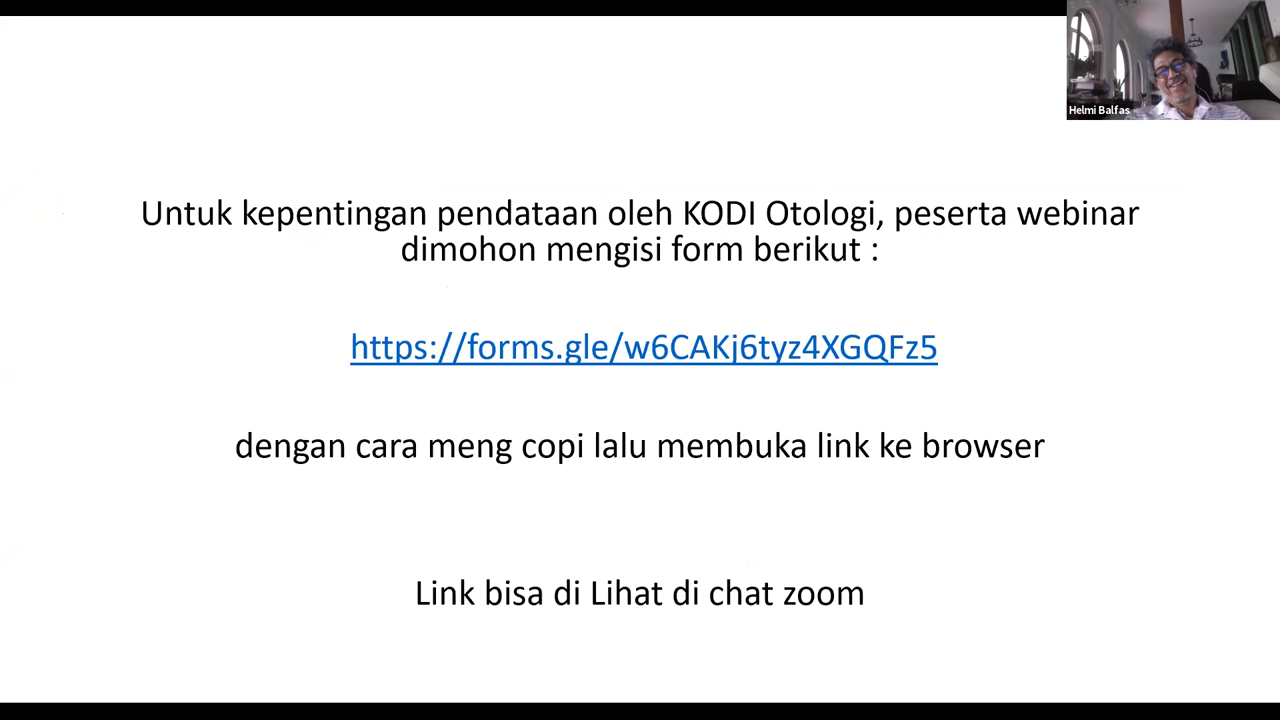 Helmi Balfas
Untuk kepentingan pendataan oleh KODI Otologi, peserta webinar
dimohon mengisi form berikut :
https://forms.gle/w6CAKj6tyz4XGQFz5
dengan cara meng copi lalu membuka link ke browser
Link bisa di Lihat di chat zoom